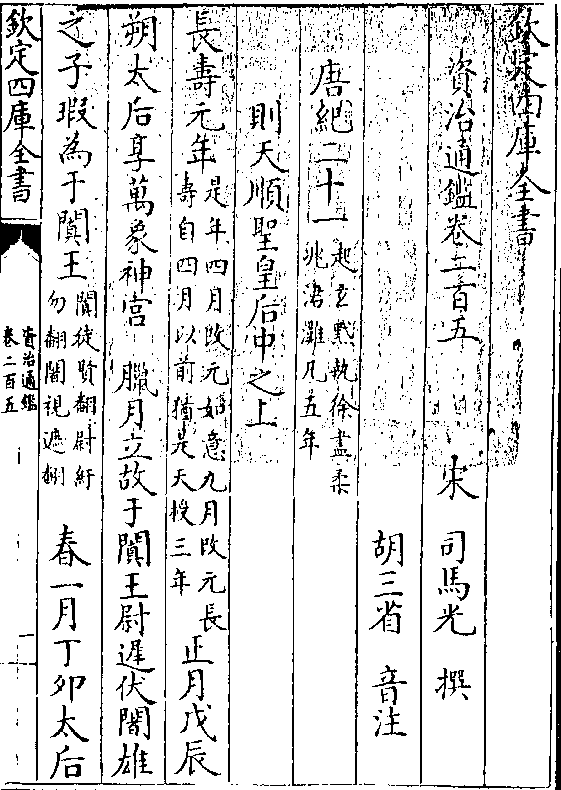 欽定四庫全書
資治通鑑卷二百五 宋 司馬光 撰
胡三省 音注
唐紀二十一 起玄黓執徐盡柔
兆涒灘凡五年
則天順聖皇后中之上
長壽元年 是年四月改元如意九月改元長
壽自四月以前猶是天授三年 正月戊辰
朔太后享萬象神宫 臘月立故于闐王尉遲伏闍雄
之子瑕為于闐王 闐徒賢翻尉紆
勿翻闍視遮翻 春一月丁卯太后
欽定四庫全書
資治通鑑
卷二百五
一